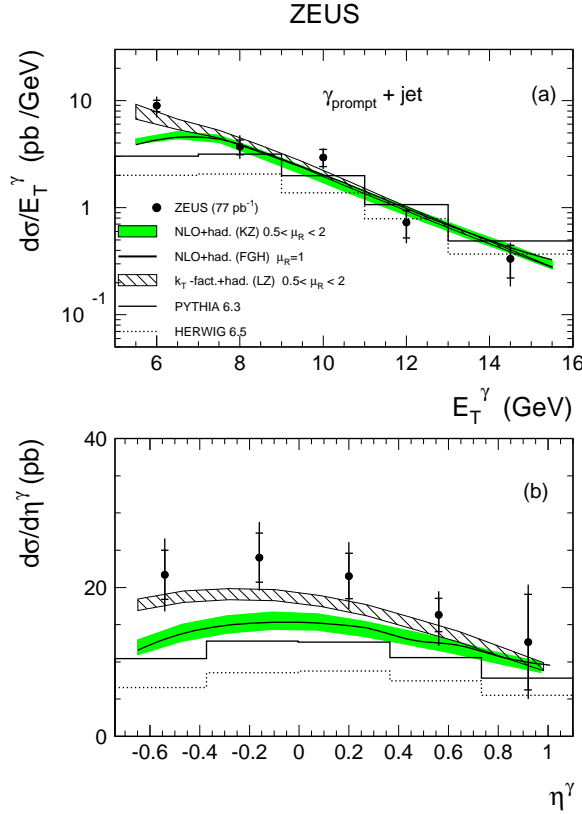 ZEUS
dσ/E_T^γ (pb /GeV)
10
1
10^-1
γ_prompt + jet
(a)
ZEUS (77 pb^-1)
NLO+had. (KZ) 0.5< μ_R < 2
NLO+had. (FGH) μ_R=1
k_T -fact.+had. (LZ) 0.5< μ_R < 2
PYTHIA 6.3
HERWIG 6.5
6 8 10 12 14 16
E_T^γ (GeV)
dσ/dη^γ (pb)
40
20
0
(b)
-0.6 -0.4 -0.2 0 0.2 0.4 0.6 0.8 1
η^γ